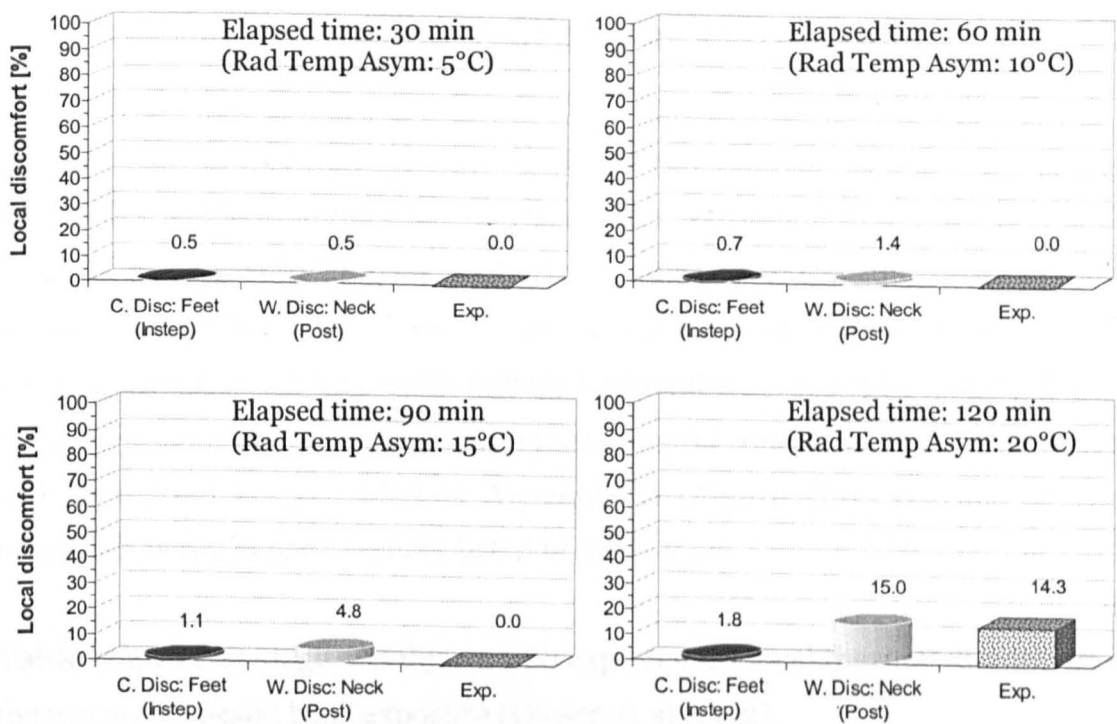 Elapsed time: 30 min
(Rad Temp Asym: 5°C)
Local discomfort [%]
100
90
80
70
60
50
40
30
20
10
0
0.5
0.5
0.0
C. Disc: Feet
(Instep)
W. Disc: Neck
(Post)
Exp.
Elapsed time: 60 min
(Rad Temp Asym: 10°C)
100
90
80
70
60
50
40
30
20
10
0
0.7
1.4
0.0
C. Disc: Feet
(Instep)
W. Disc: Neck
(Post)
Exp.
Elapsed time: 90 min
(Rad Temp Asym: 15°C)
Local discomfort [%]
100
90
80
70
60
50
40
30
20
10
0
1.1
4.8
0.0
C. Disc: Feet
(Instep)
W. Disc: Neck
(Post)
Exp.
Elapsed time: 120 min
(Rad Temp Asym: 20°C)
100
90
80
70
60
50
40
30
20
10
0
1.8
15.0
14.3
C. Disc: Feet
(Instep)
W. Disc: Neck
(Post)
Exp.